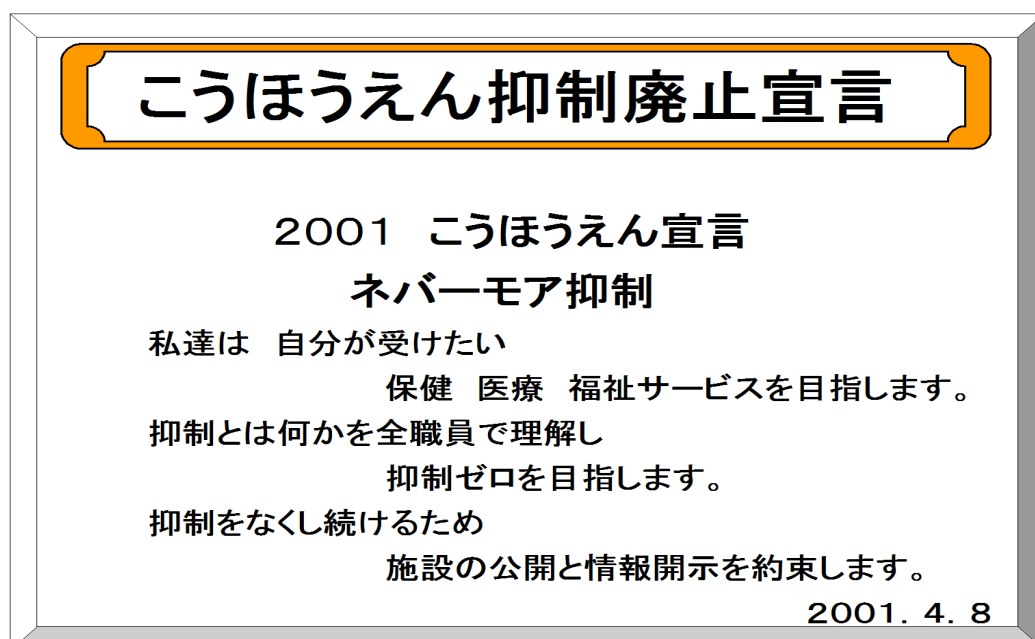 こうほうえん抑制廃止宣言
2001 こうほうえん宣言
ネバーモア抑制
私達は 自分が受けたい
保健 医療 福祉サービスを目指します。
抑制とは何かを全職員で理解し
抑制ゼロを目指します。
抑制をなくし続けるため
施設の公開と情報開示を約束します。
2001. 4. 8